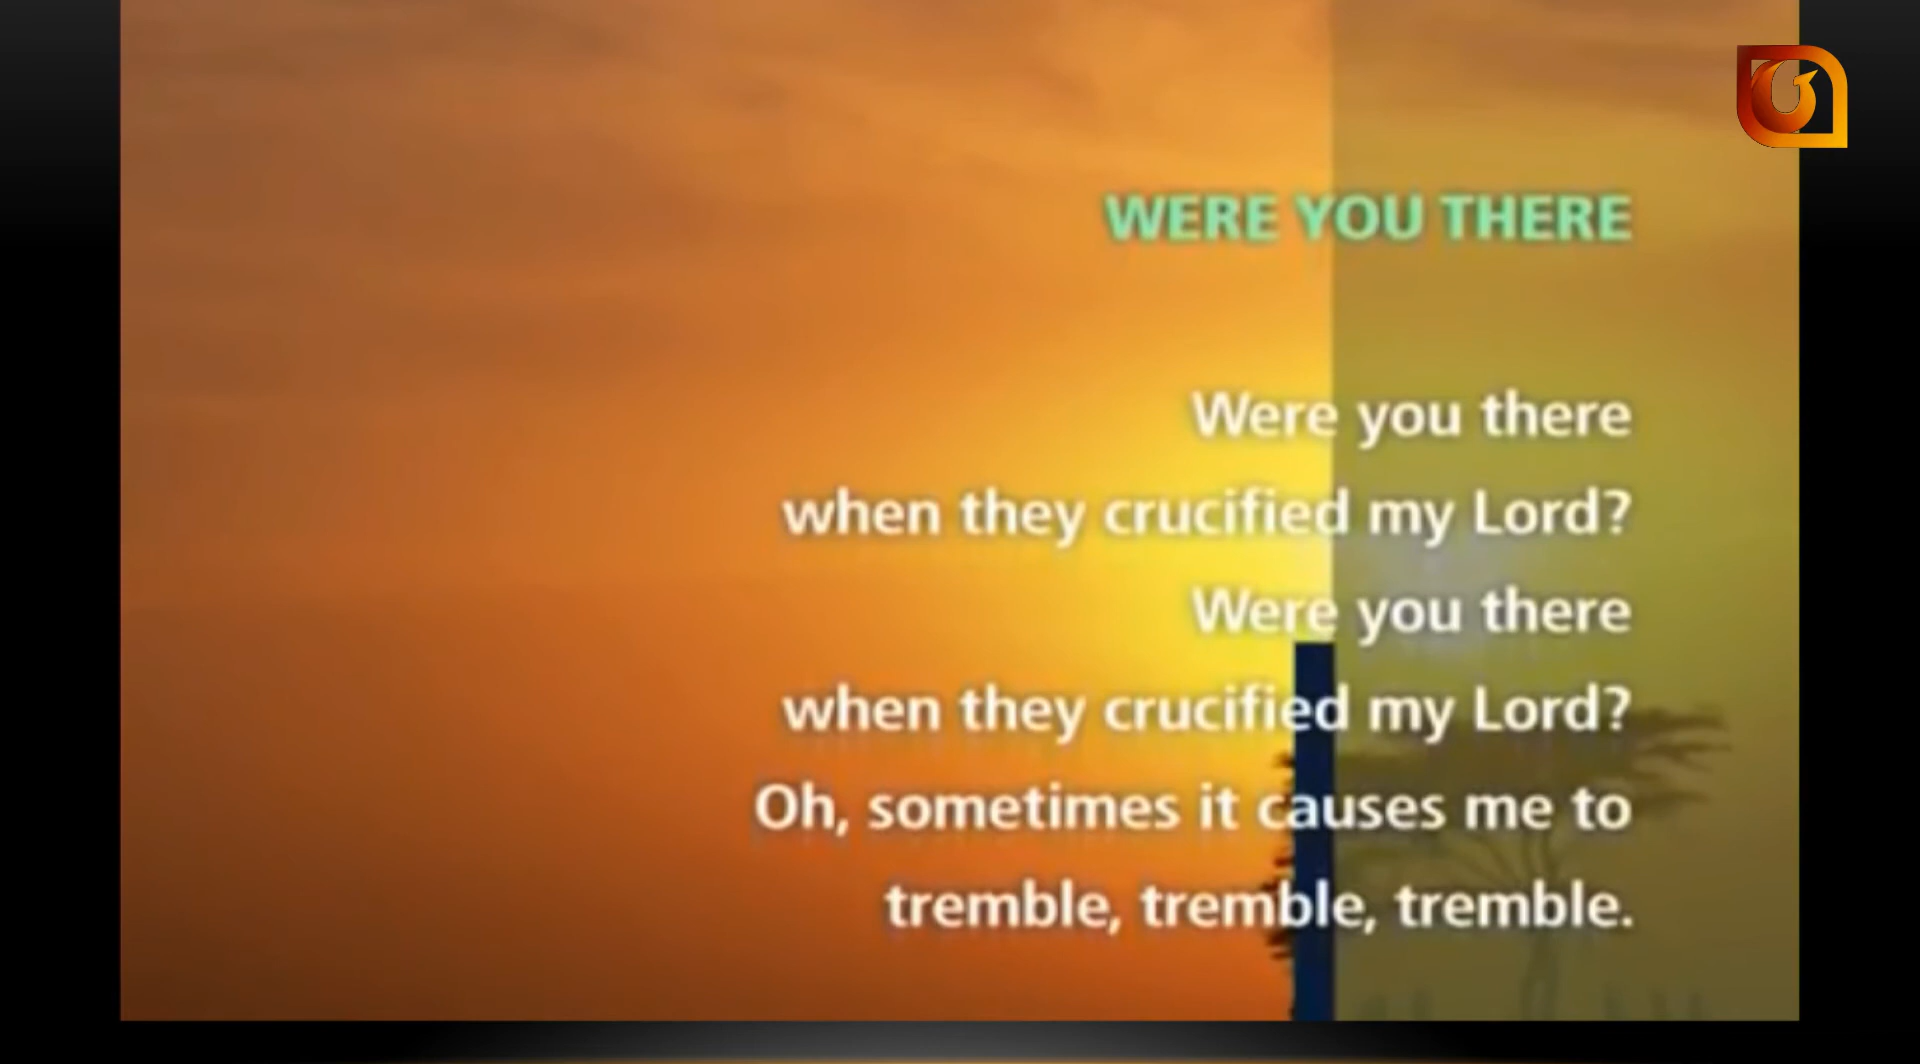 WERE YOU THERE
Were you there
when they crucified my Lord?
Were you there
when they crucified my Lord?
Oh, sometimes it causes me to
tremble, tremble, tremble.